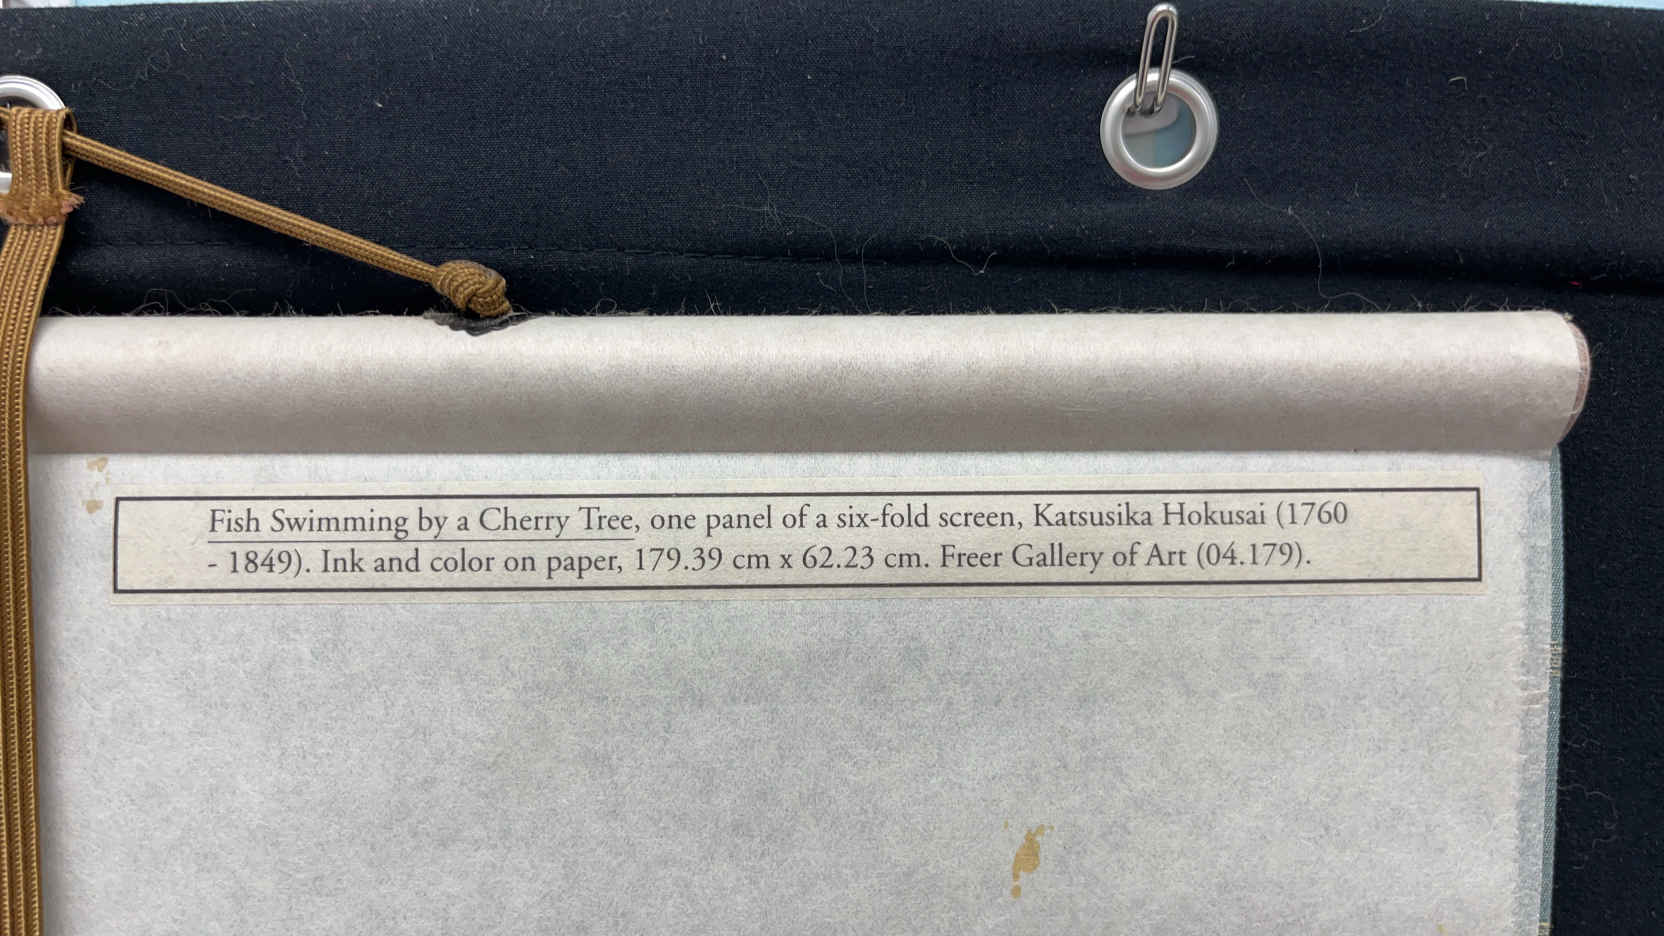 Fish Swimming by a Cherry Tree, one panel of a six-fold screen, Katsusika Hokusai (1760
- 1849). Ink and color on paper, 179.39 cm x 62.23 cm. Freer Gallery of Art (04.179).